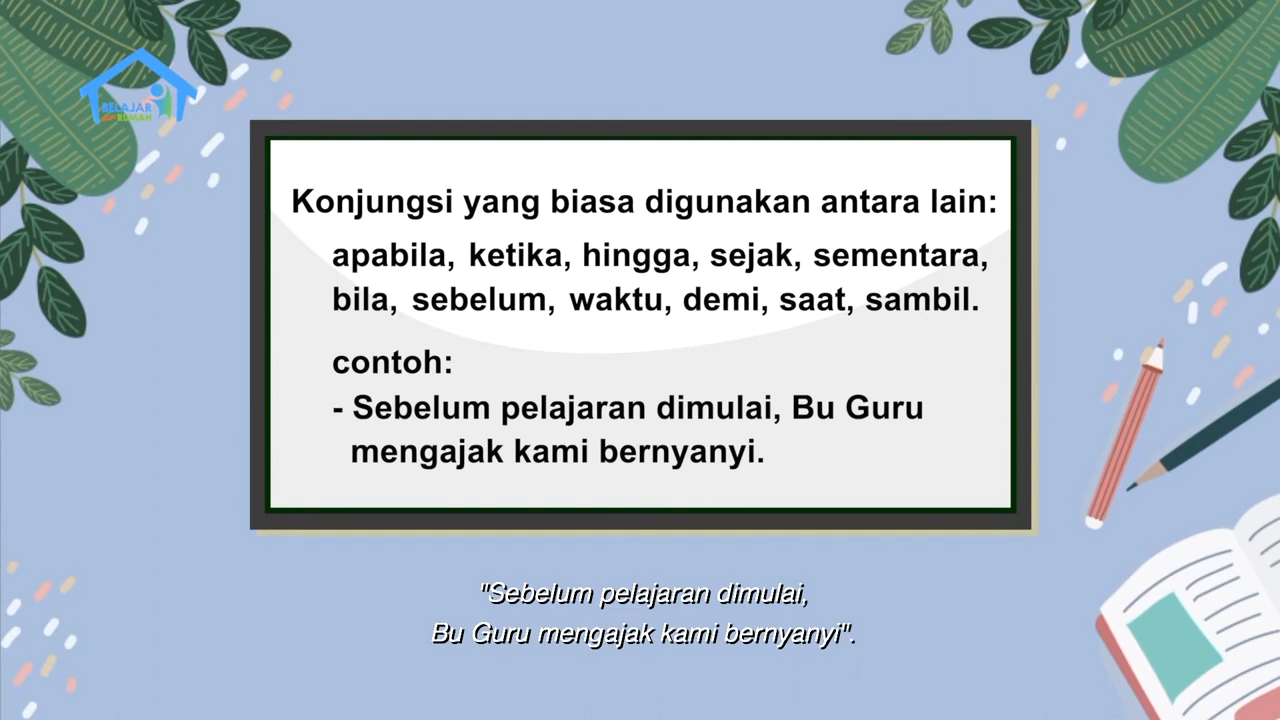 BELAJAR
RUMAH
Konjungsi yang biasa digunakan antara lain:
apabila, ketika, hingga, sejak, sementara,
bila, sebelum, waktu, demi, saat, sambil.
contoh:
- Sebelum pelajaran dimulai, Bu Guru
mengajak kami bernyanyi.
"Sebelum pelajaran dimulai,
Bu Guru mengajak kami bernyanyi".